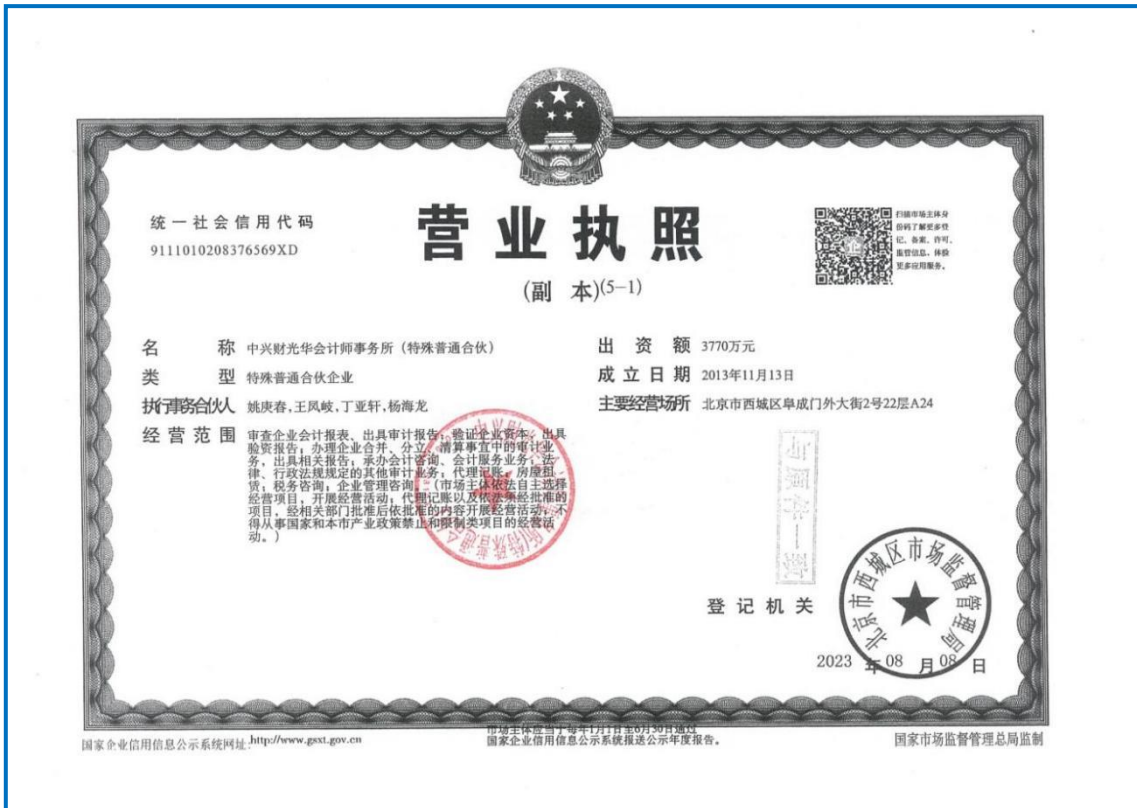 统一社会信用代码
9111010208376569XD
营业执照
(副 本)(5-1)
扫描市场主体身
份码了解更多登
记、备案、许可、
监管信息、体验
更多应用服务。
名 称 中兴财光华会计师事务所（特殊普通合伙）
类 型 特殊普通合伙企业
执行事务合伙人 姚庚春,王凤岐,丁亚轩,杨海龙
经营范围 审查企业会计报表、出具审计报告；验证企业资本、出具
验资报告；办理企业合并、分立、清算事宜中的审计业
务，出具相关报告；承办会计咨询、会计服务业务；法
律、行政法规规定的其他审计业务；代理记账；房屋租
赁；税务咨询；企业管理咨询。（市场主体依法自主选择
经营项目，开展经营活动；代理记账以及依法须经批准的
项目，经相关部门批准后依批准的内容开展经营活动；不
得从事国家和本市产业政策禁止和限制类项目的经营活
动。）
出资额 3770万元
成立日期 2013年11月13日
主要经营场所 北京市西城区阜成门外大街2号22层A24
与原件一致
登记机关
北京市西城区市场监督管理局
2023 年 08 月 08 日
国家企业信用信息公示系统网址:http://www.gsxt.gov.cn
市场主体应当于每年1月1日至6月30日通过
国家企业信用信息公示系统报送公示年度报告。
国家市场监督管理总局监制